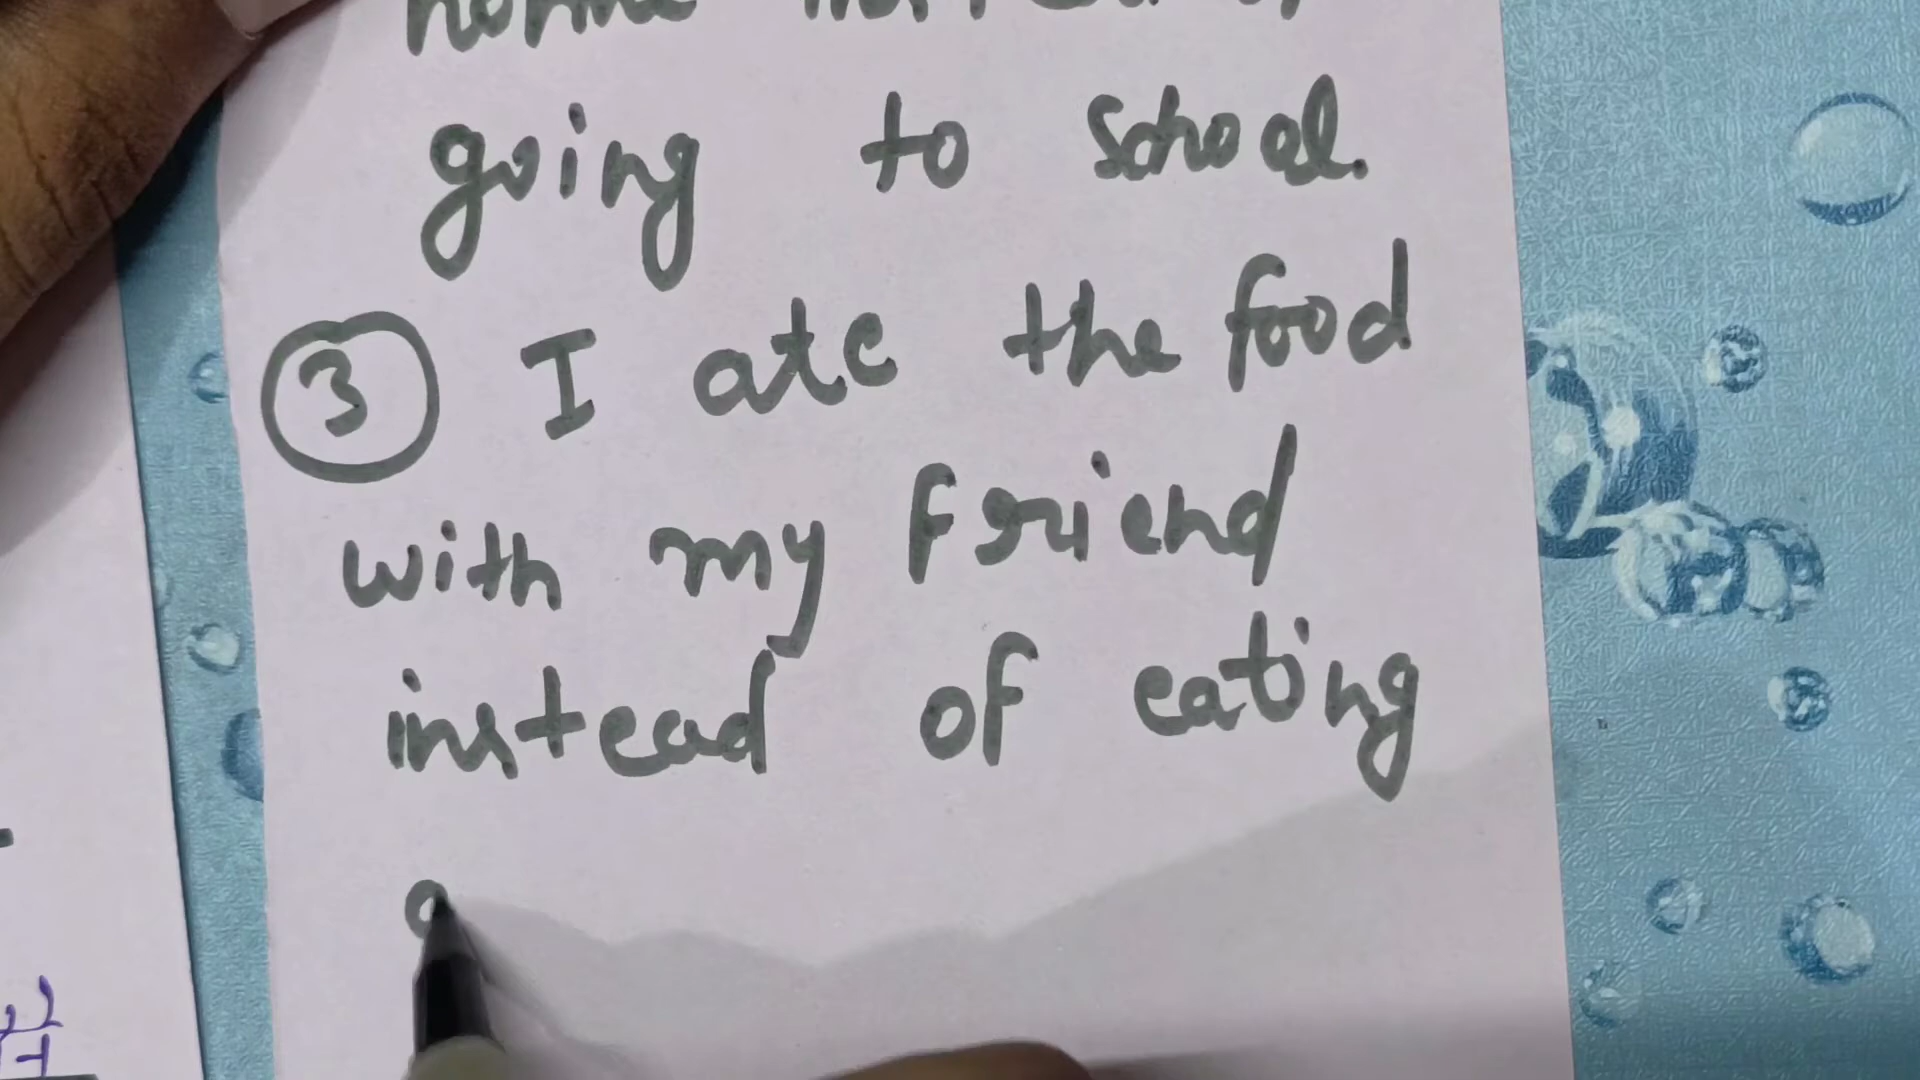 going to school.
3 I ate the food
with my friend
instead of eating